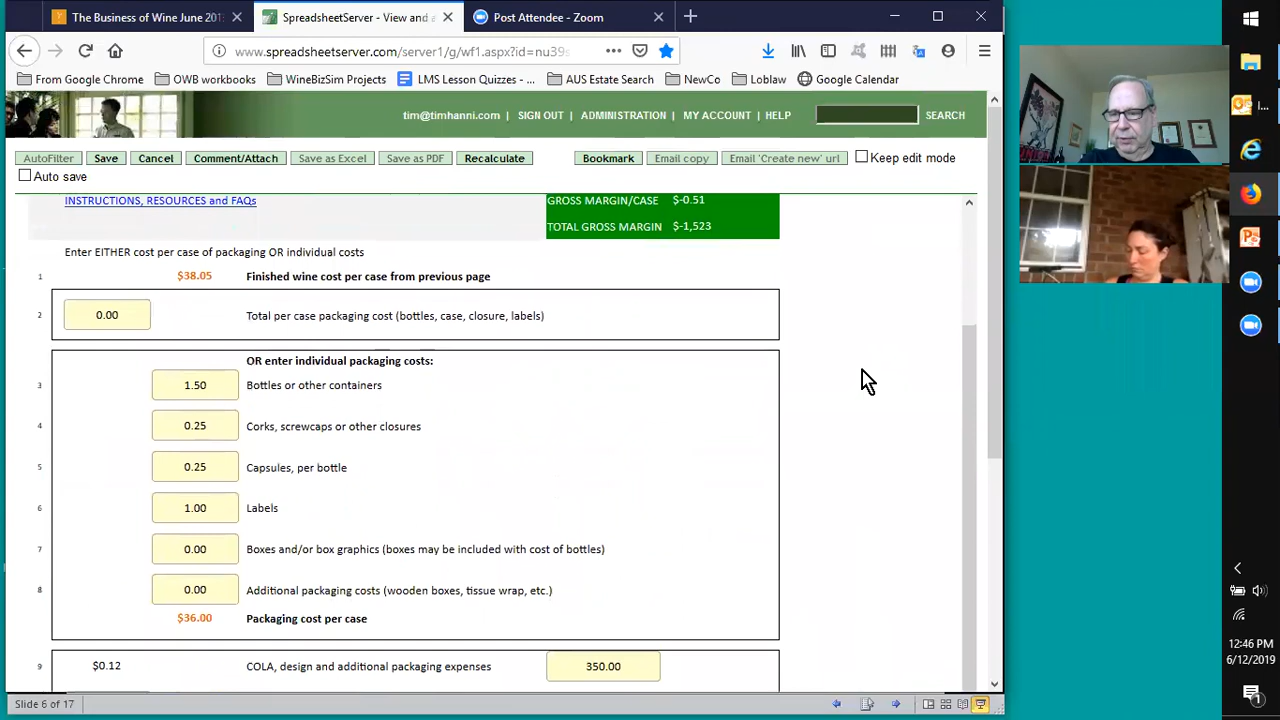 The Business of Wine June 201
SpreadsheetServer - View and
Post Attendee - Zoom
www.spreadsheetserver.com/server1/g/wf1.aspx?id=nu39s
From Google Chrome
OWB workbooks
WineBizSim Projects
LMS Lesson Quizzes - ...
AUS Estate Search
NewCo
Loblaw
Google Calendar
tim@timhanni.com | SIGN OUT | ADMINISTRATION | MY ACCOUNT | HELP
SEARCH
AutoFilter
Save
Cancel
Comment/Attach
Save as Excel
Save as PDF
Recalculate
Bookmark
Email copy
Email 'Create new' url
Keep edit mode
Auto save
INSTRUCTIONS, RESOURCES and FAQs
GROSS MARGIN/CASE $-0.51
TOTAL GROSS MARGIN $-1,523
Enter EITHER cost per case of packaging OR individual costs
1 $38.05 Finished wine cost per case from previous page
2 0.00 Total per case packaging cost (bottles, case, closure, labels)
OR enter individual packaging costs:
3 1.50 Bottles or other containers
4 0.25 Corks, screwcaps or other closures
5 0.25 Capsules, per bottle
6 1.00 Labels
7 0.00 Boxes and/or box graphics (boxes may be included with cost of bottles)
8 0.00 Additional packaging costs (wooden boxes, tissue wrap, etc.)
$36.00 Packaging cost per case
9 $0.12 COLA, design and additional packaging expenses 350.00
Slide 6 of 17
I...
12:46 PM
6/12/2019
1